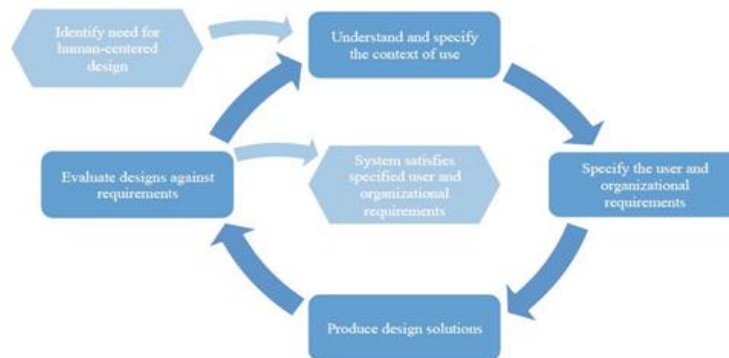 Identify need for
human-centered
design
Understand and specify
the context of use
Evaluate designs against
requirements
System satisfies
specified user and
organizational
requirements
Specify the user and
organizational
requirements
Produce design solutions